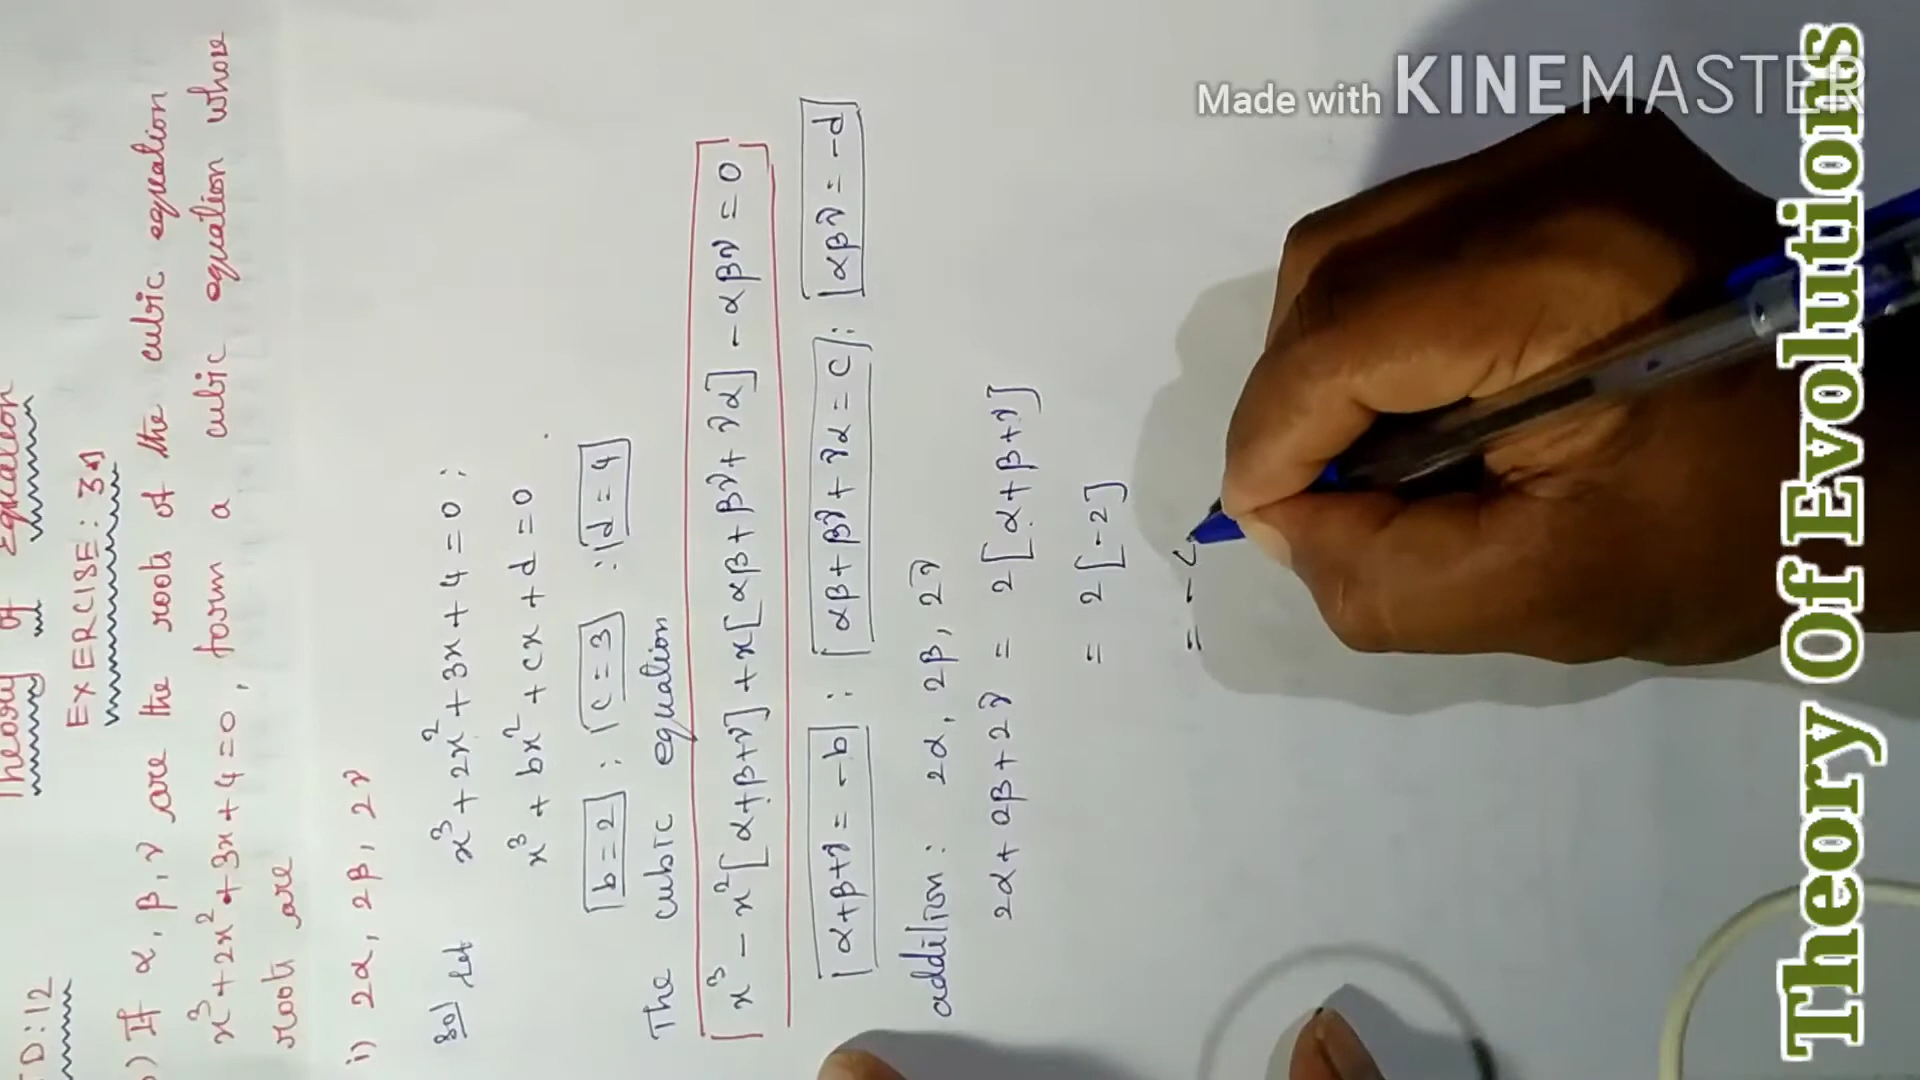 Theory of Equation
EXERCISE: 3.1
If α, β, γ are the roots of the cubic equation
x³+2x²+3x+4=0, form a cubic equation whose
roots are
i) 2α, 2β, 2γ
Sol Let x³+2x²+3x+4=0;
x³+bx²+cx+d=0
b=2 : c=3 : d=4
The cubic equation
x³-x²[α+β+γ]+x[αβ+βγ+γα]-αβγ=0
α+β+γ=-b : αβ+βγ+γα=c : αβγ=-d
addition: 2α, 2β, 2γ
2α+2β+2γ = 2[α+β+γ]
= 2[-2]
= -
Made with KINEMASTER
Theory Of Evolutions